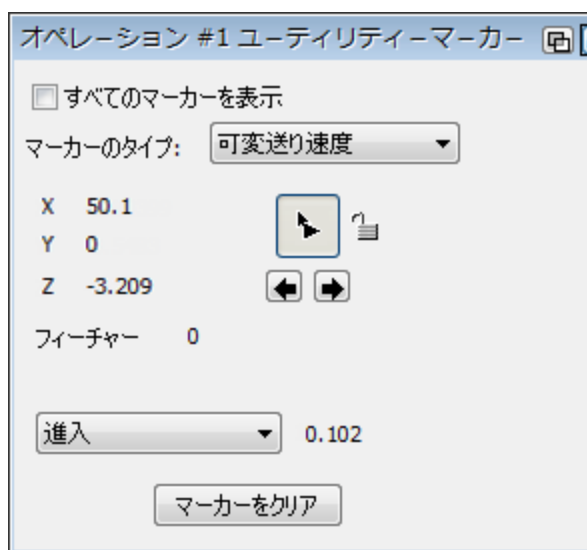 オペレーション #1 ユーティリティーマーカー
すべてのマーカーを表示
マーカーのタイプ: 可変送り速度
X 50.1
Y 0
Z -3.209
フィーチャー 0
進入 0.102
マーカーをクリア